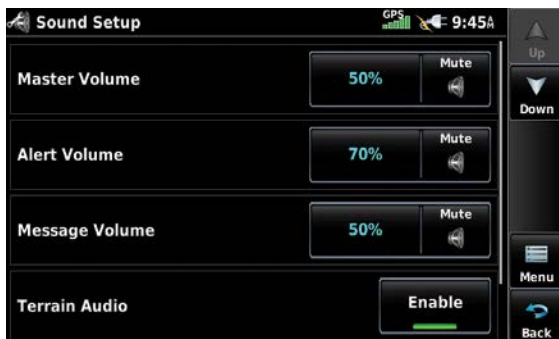 Sound Setup GPS 9:45A
Up
Down
Master Volume 50% Mute
Alert Volume 70% Mute
Message Volume 50% Mute
Menu
Terrain Audio Enable
Back